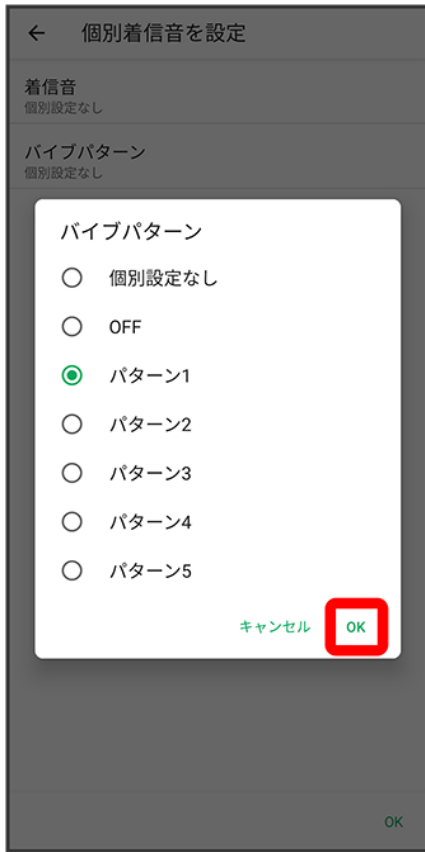 個別着信音を設定
着信音
個別設定なし
バイブパターン
個別設定なし
バイブパターン
個別設定なし
OFF
パターン1
パターン2
パターン3
パターン4
パターン5
キャンセル OK
OK